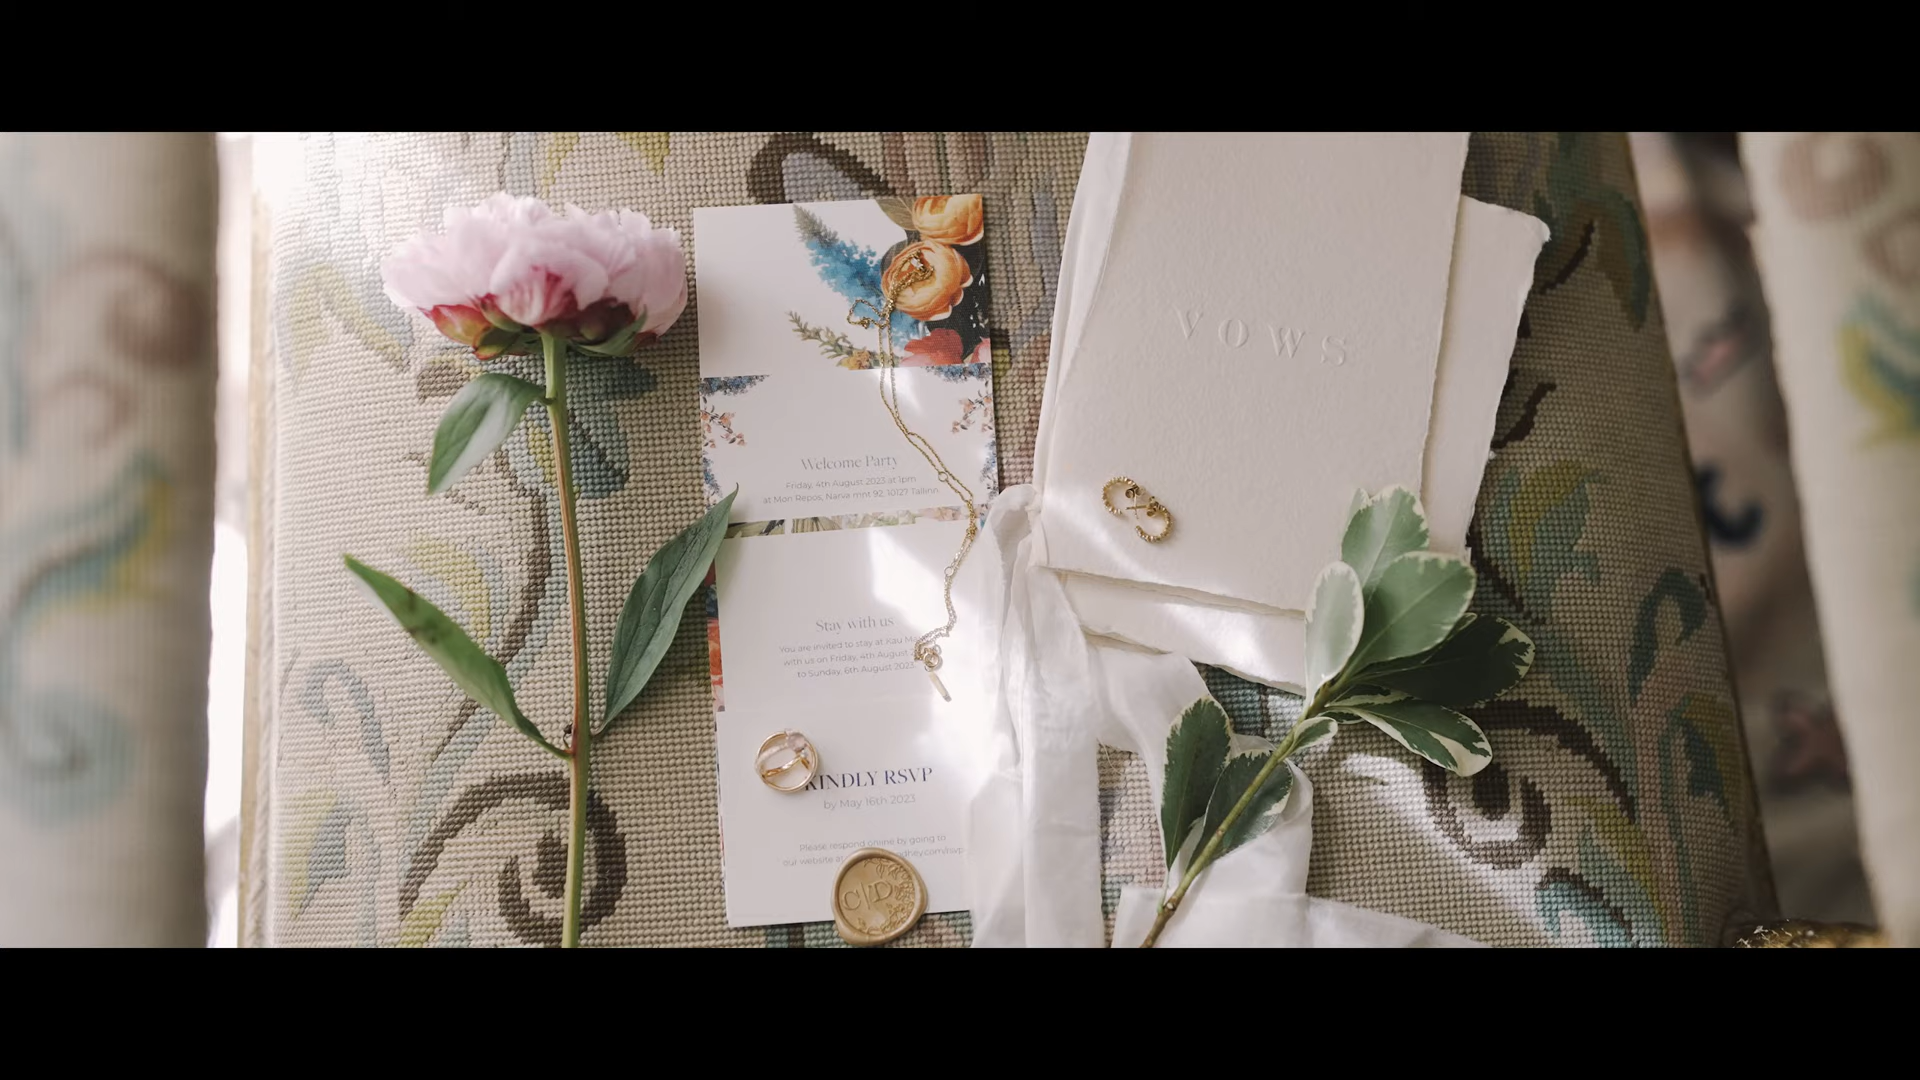 Welcome Party
Friday, 4th August 2023 at 1pm
at Mon Repos, Narva mnt 92, 10127 Tallinn
Stay with us
You are invited to stay at Kau
with us on Friday, 4th August
to Sunday, 6th August 2023
KINDLY RSVP
by May 16th 2023
Please respond online by going to
our website at
C|D
VOWS